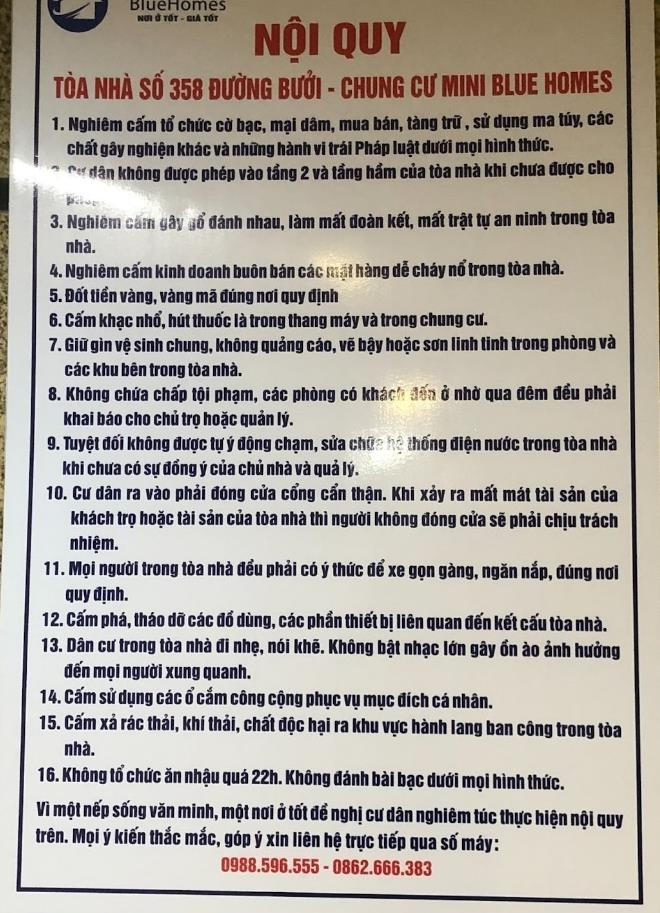 BlueHomes
NƠI Ở TỐT - GIÁ TỐT
NỘI QUY
TÒA NHÀ SỐ 358 ĐƯỜNG BƯỞI - CHUNG CƯ MINI BLUE HOMES
1. Nghiêm cấm tổ chức cờ bạc, mại dâm, mua bán, tàng trữ , sử dụng ma túy, các
chất gây nghiện khác và những hành vi trái Pháp luật dưới mọi hình thức.
2. Cư dân không được phép vào tầng 2 và tầng hầm của tòa nhà khi chưa được cho
3. Nghiêm cấm gây gổ đánh nhau, làm mất đoàn kết, mất trật tự an ninh trong tòa
nhà.
4. Nghiêm cấm kinh doanh buôn bán các mặt hàng dễ cháy nổ trong tòa nhà.
5. Đốt tiền vàng, vàng mã đúng nơi quy định
6. Cấm khạc nhổ, hút thuốc là trong thang máy và trong chung cư.
7. Giữ gìn vệ sinh chung, không quảng cáo, vẽ bậy hoặc sơn linh tinh trong phòng và
các khu bên trong tòa nhà.
8. Không chứa chấp tội phạm, các phòng có khách đến ở nhờ qua đêm đều phải
khai báo cho chủ trọ hoặc quản lý.
9. Tuyệt đối không được tự ý động chạm, sửa chữa hệ thống điện nước trong tòa nhà
khi chưa có sự đồng ý của chủ nhà và quả lý.
10. Cư dân ra vào phải đóng cửa cổng cẩn thận. Khi xảy ra mất mát tài sản của
khách trọ hoặc tài sản của tòa nhà thì người không đóng cửa sẽ phải chịu trách
nhiệm.
11. Mọi người trong tòa nhà đều phải có ý thức để xe gọn gàng, ngăn nắp, đúng nơi
quy định.
12. Cấm phá, tháo dỡ các đồ dùng, các phần thiết bị liên quan đến kết cấu tòa nhà.
13. Dân cư trong tòa nhà đi nhẹ, nói khẽ. Không bật nhạc lớn gây ồn ào ảnh hưởng
đến mọi người xung quanh.
14. Cấm sử dụng các ổ cắm công cộng phục vụ mục đích cá nhân.
15. Cấm xả rác thải, khí thải, chất độc hại ra khu vực hành lang ban công trong tòa
nhà.
16. Không tổ chức ăn nhậu quá 22h. Không đánh bài bạc dưới mọi hình thức.
Vì một nếp sống văn minh, một nơi ở tốt đề nghị cư dân nghiêm túc thực hiện nội quy
trên. Mọi ý kiến thắc mắc, góp ý xin liên hệ trực tiếp qua số máy:
0988.596.555 - 0862.666.383